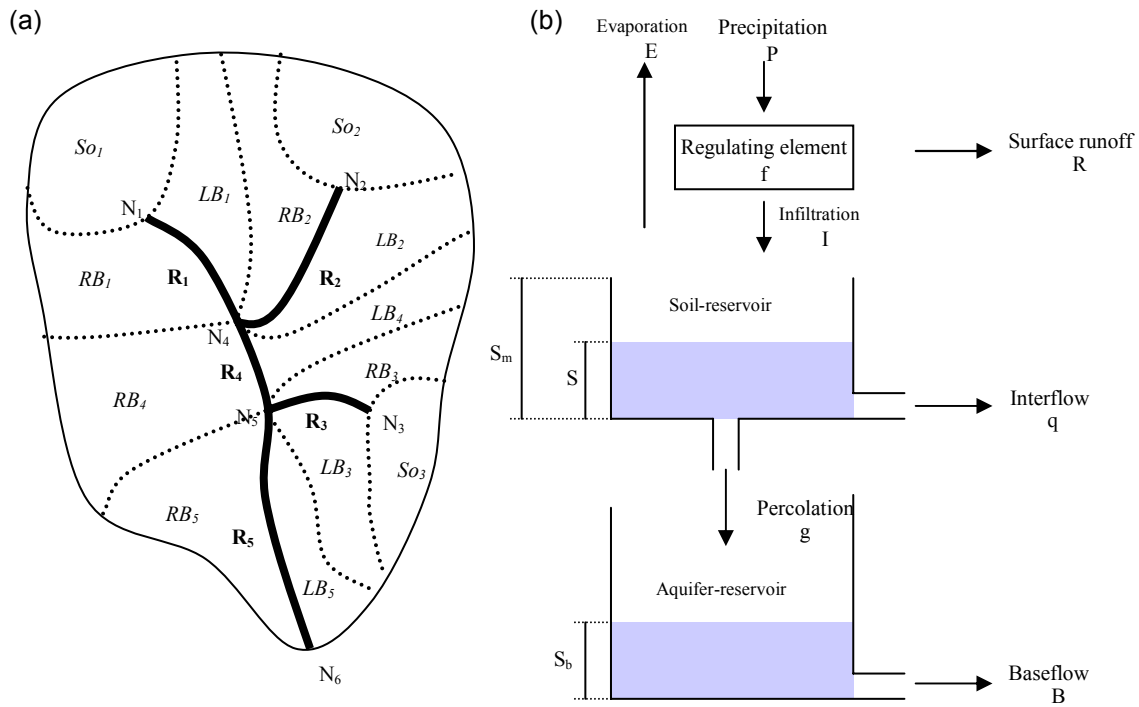 (a)
So1
So2
N1
LB1
N2
RB2
LB2
RB1
R1
R2
LB4
N4
R4
RB3
RB4
N5
R3
N3
LB3
So3
RB5
R5
LB5
N6
(b)
Evaporation
E
Precipitation
P
Regulating element
f
Surface runoff
R
Infiltration
I
Soil-reservoir
Sm
S
Interflow
q
Percolation
g
Aquifer-reservoir
Sb
Baseflow
B